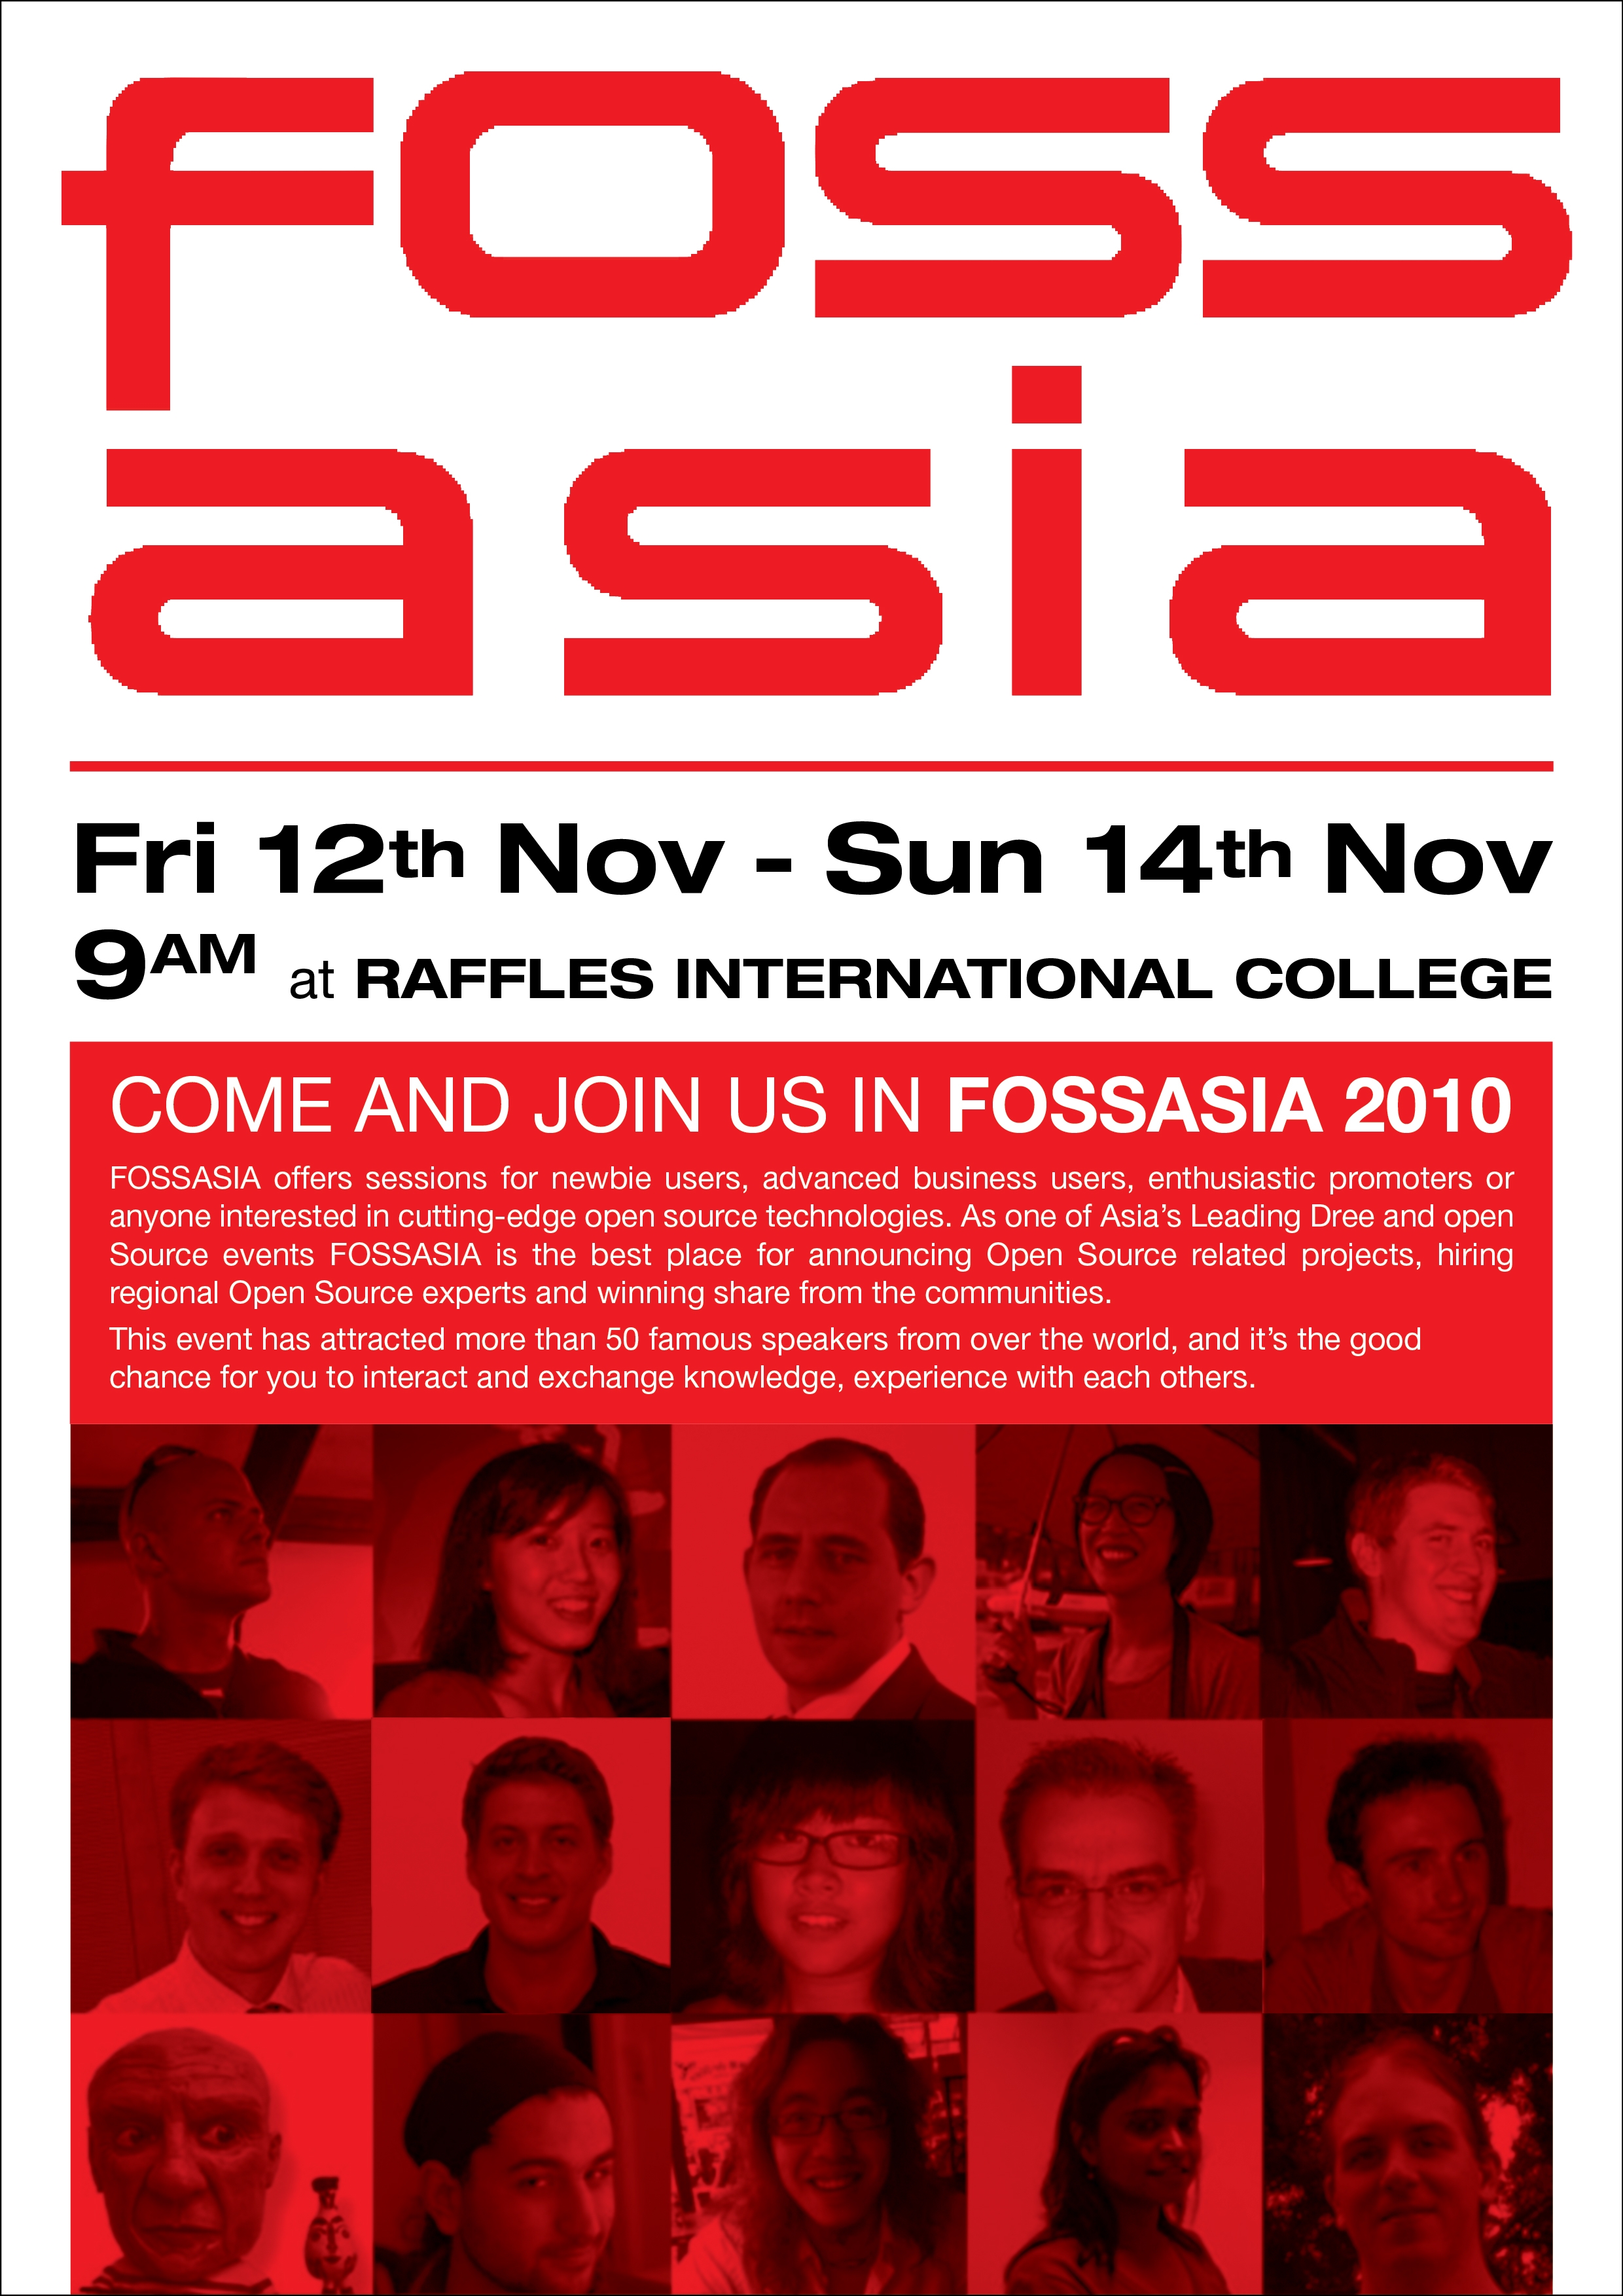 foss
asia
Fri 12th Nov - Sun 14th Nov
9AM at RAFFLES INTERNATIONAL COLLEGE
COME AND JOIN US IN FOSSASIA 2010
FOSSASIA offers sessions for newbie users, advanced business users, enthusiastic promoters or
anyone interested in cutting-edge open source technologies. As one of Asia's Leading Dree and open
Source events FOSSASIA is the best place for announcing Open Source related projects, hiring
regional Open Source experts and winning share from the communities.
This event has attracted more than 50 famous speakers from over the world, and it's the good
chance for you to interact and exchange knowledge, experience with each others.